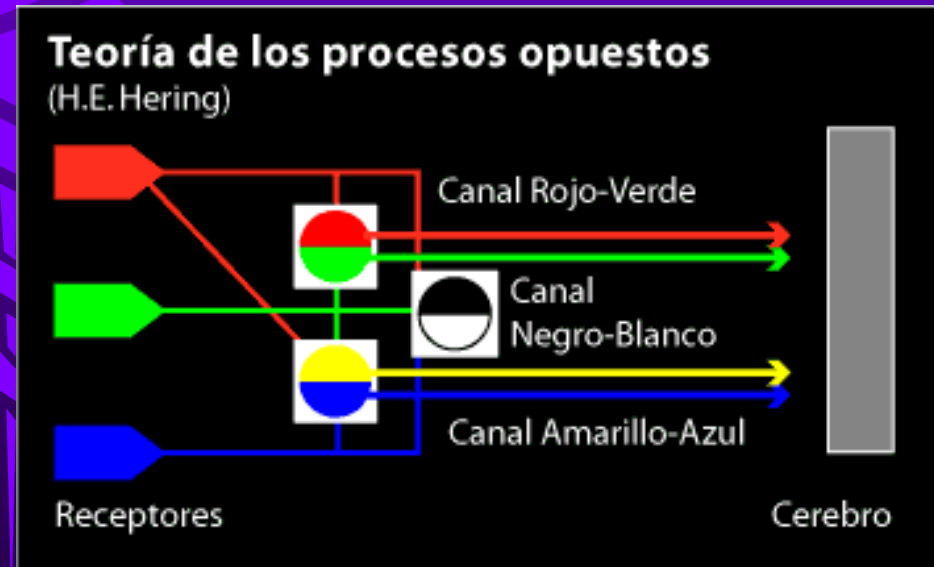 Teoría de los procesos opuestos
(H.E. Hering)
Canal Rojo-Verde
Canal
Negro-Blanco
Canal Amarillo-Azul
Receptores
Cerebro